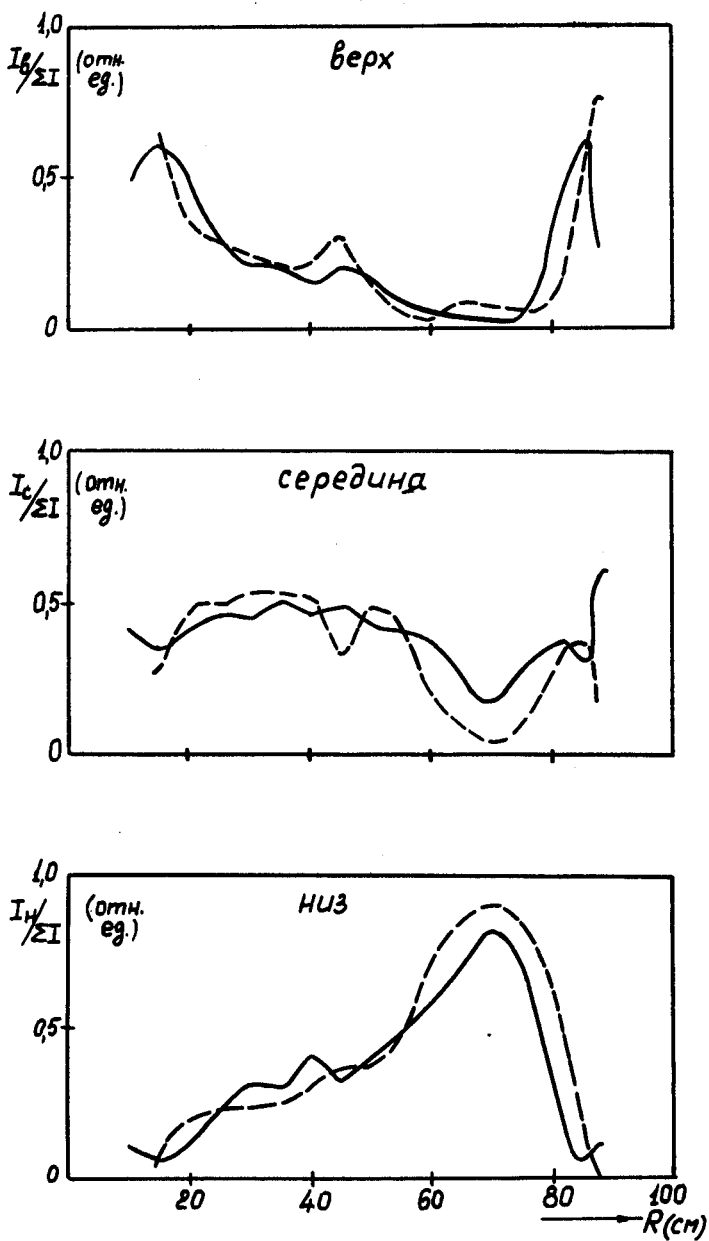 1,0
Iв/ΣI (отн. ед.)
верх
0,5
0
1,0
Iс/ΣI (отн. ед.)
середина
0,5
0
1,0
Iн/ΣI (отн. ед.)
низ
0,5
0
20 40 60 80 100
R(см)